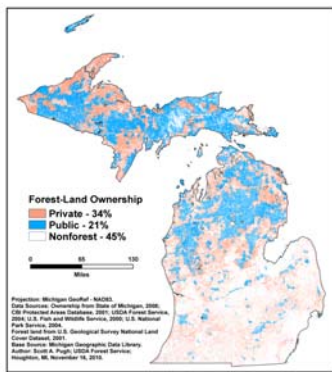 Forest-Land Ownership
Private - 34%
Public - 21%
Nonforest - 45%
0 65 130
Miles
Projection: Michigan GeoRef - NAD83.
Data Sources: Ownership from State of Michigan, 2008;
CBI Protected Areas Database, 2001; USDA Forest Service,
2004; U.S. Fish and Wildlife Service, 2000; U.S. National
Park Service, 2004.
Forest land from U.S. Geological Survey National Land
Cover Dataset, 2001.
Base Source: Michigan Geographic Data Library.
Author: Scott A. Pugh; USDA Forest Service;
Houghton, MI, November 16, 2010.